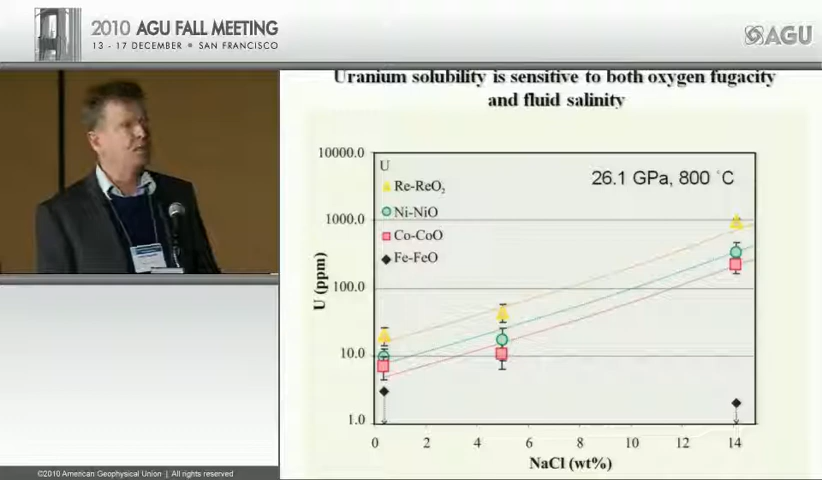 2010 AGU FALL MEETING
13 - 17 DECEMBER • SAN FRANCISCO
AGU
Uranium solubility is sensitive to both oxygen fugacity
and fluid salinity
10000.0
1000.0
100.0
10.0
1.0
U (ppm)
U
Re-ReO₂
Ni-NiO
Co-CoO
Fe-FeO
26.1 GPa, 800 °C
0 2 4 6 8 10 12 14
NaCl (wt%)
©2010 American Geophysical Union | All rights reserved